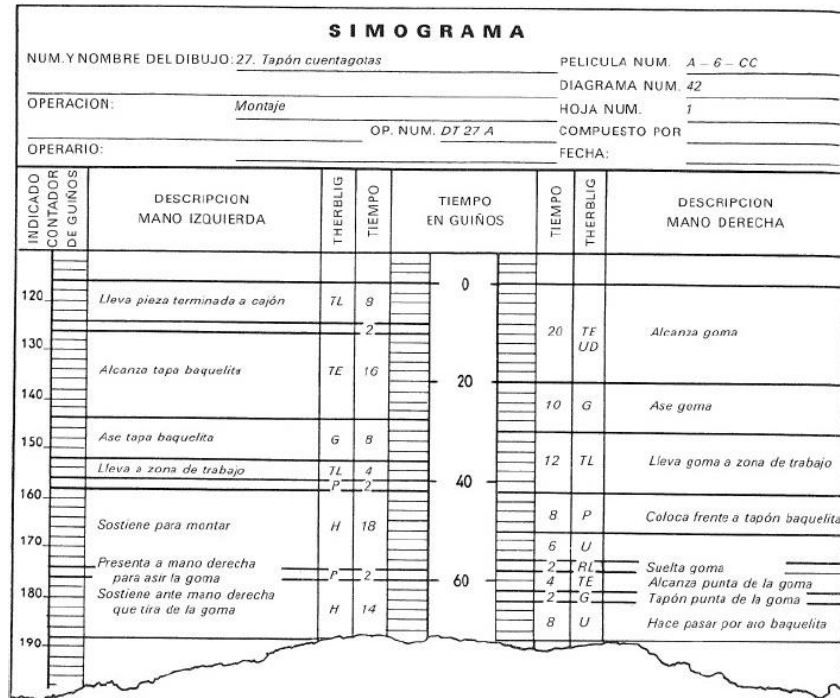 SIMOGRAMA
NUM. Y NOMBRE DEL DIBUJO: 27. Tapón cuentagotas PELICULA NUM. A – 6 – CC
DIAGRAMA NUM. 42
OPERACION: Montaje HOJA NUM. 1
OP. NUM. DT 27 A COMPUESTO POR
OPERARIO: FECHA:
INDICADO CONTADOR DE GUIÑOS
DESCRIPCION MANO IZQUIERDA
THERBLIG
TIEMPO
TIEMPO EN GUIÑOS
TIEMPO
THERBLIG
DESCRIPCION MANO DERECHA
120
130
140
150
160
170
180
190
Lleva pieza terminada a cajón TL 8
2
Alcanza tapa baquelita TE 16
Ase tapa baquelita G 8
Lleva a zona de trabajo TL 4
P 2
Sostiene para montar H 18
Presenta a mano derecha
para asir la goma P 2
Sostiene ante mano derecha
que tira de la goma H 14
0
20
40
60
20 TE Alcanza goma
UD
10 G Ase goma
12 TL Lleva goma a zona de trabajo
8 P Coloca frente a tapón baquelita
6 U
2 RL Suelta goma
4 TE Alcanza punta de la goma
2 G Tapón punta de la goma
8 U Hace pasar por aro baquelita